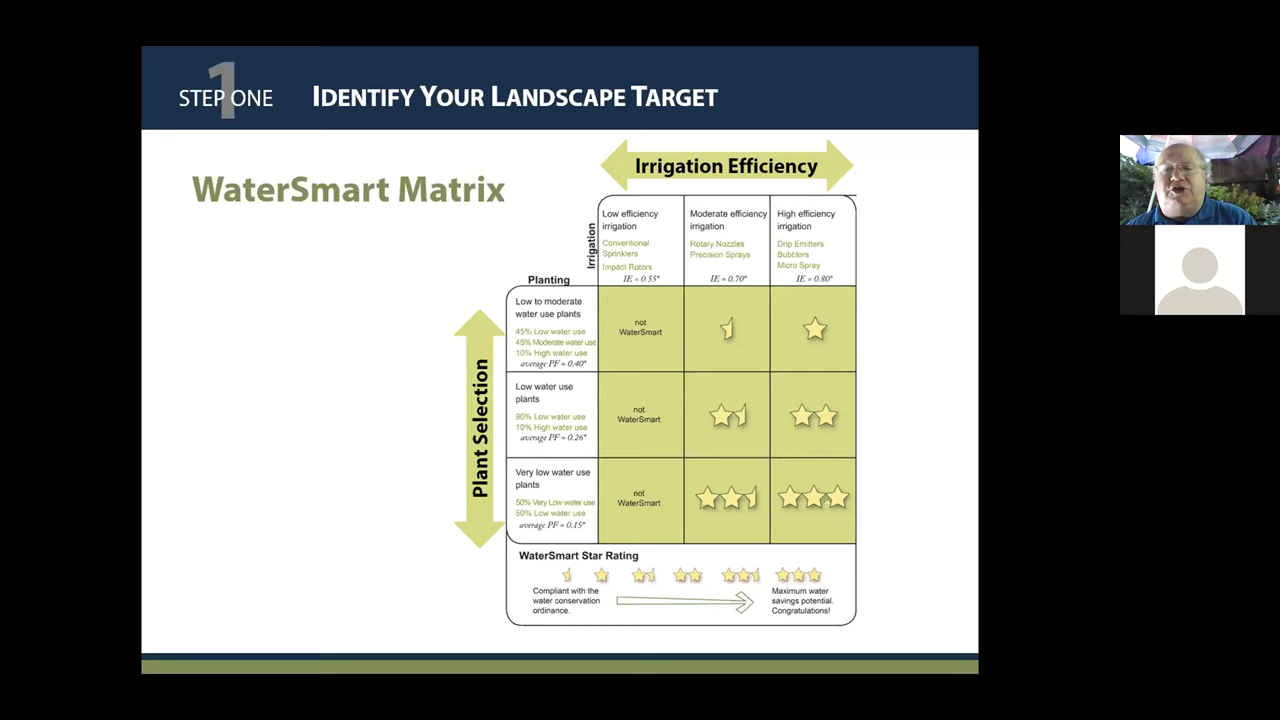 1
STEP ONE
IDENTIFY YOUR LANDSCAPE TARGET
WaterSmart Matrix
Irrigation Efficiency
Irrigation
Low efficiency
irrigation
Conventional
Sprinklers
Impact Rotors
IE = 0.55*
Moderate efficiency
irrigation
Rotary Nozzles
Precision Sprays
IE = 0.70*
High efficiency
irrigation
Drip Emitters
Bubblers
Micro Spray
IE = 0.80*
Planting
Plant Selection
Low to moderate
water use plants
45% Low water use
45% Moderate water use
10% High water use
average PF = 0.40*
not
WaterSmart
Low water use
plants
90% Low water use
10% High water use
average PF = 0.26*
not
WaterSmart
Very low water use
plants
50% Very Low water use
50% Low water use
average PF = 0.15*
not
WaterSmart
WaterSmart Star Rating
Compliant with the
water conservation
ordinance.
Maximum water
savings potential.
Congratulations!